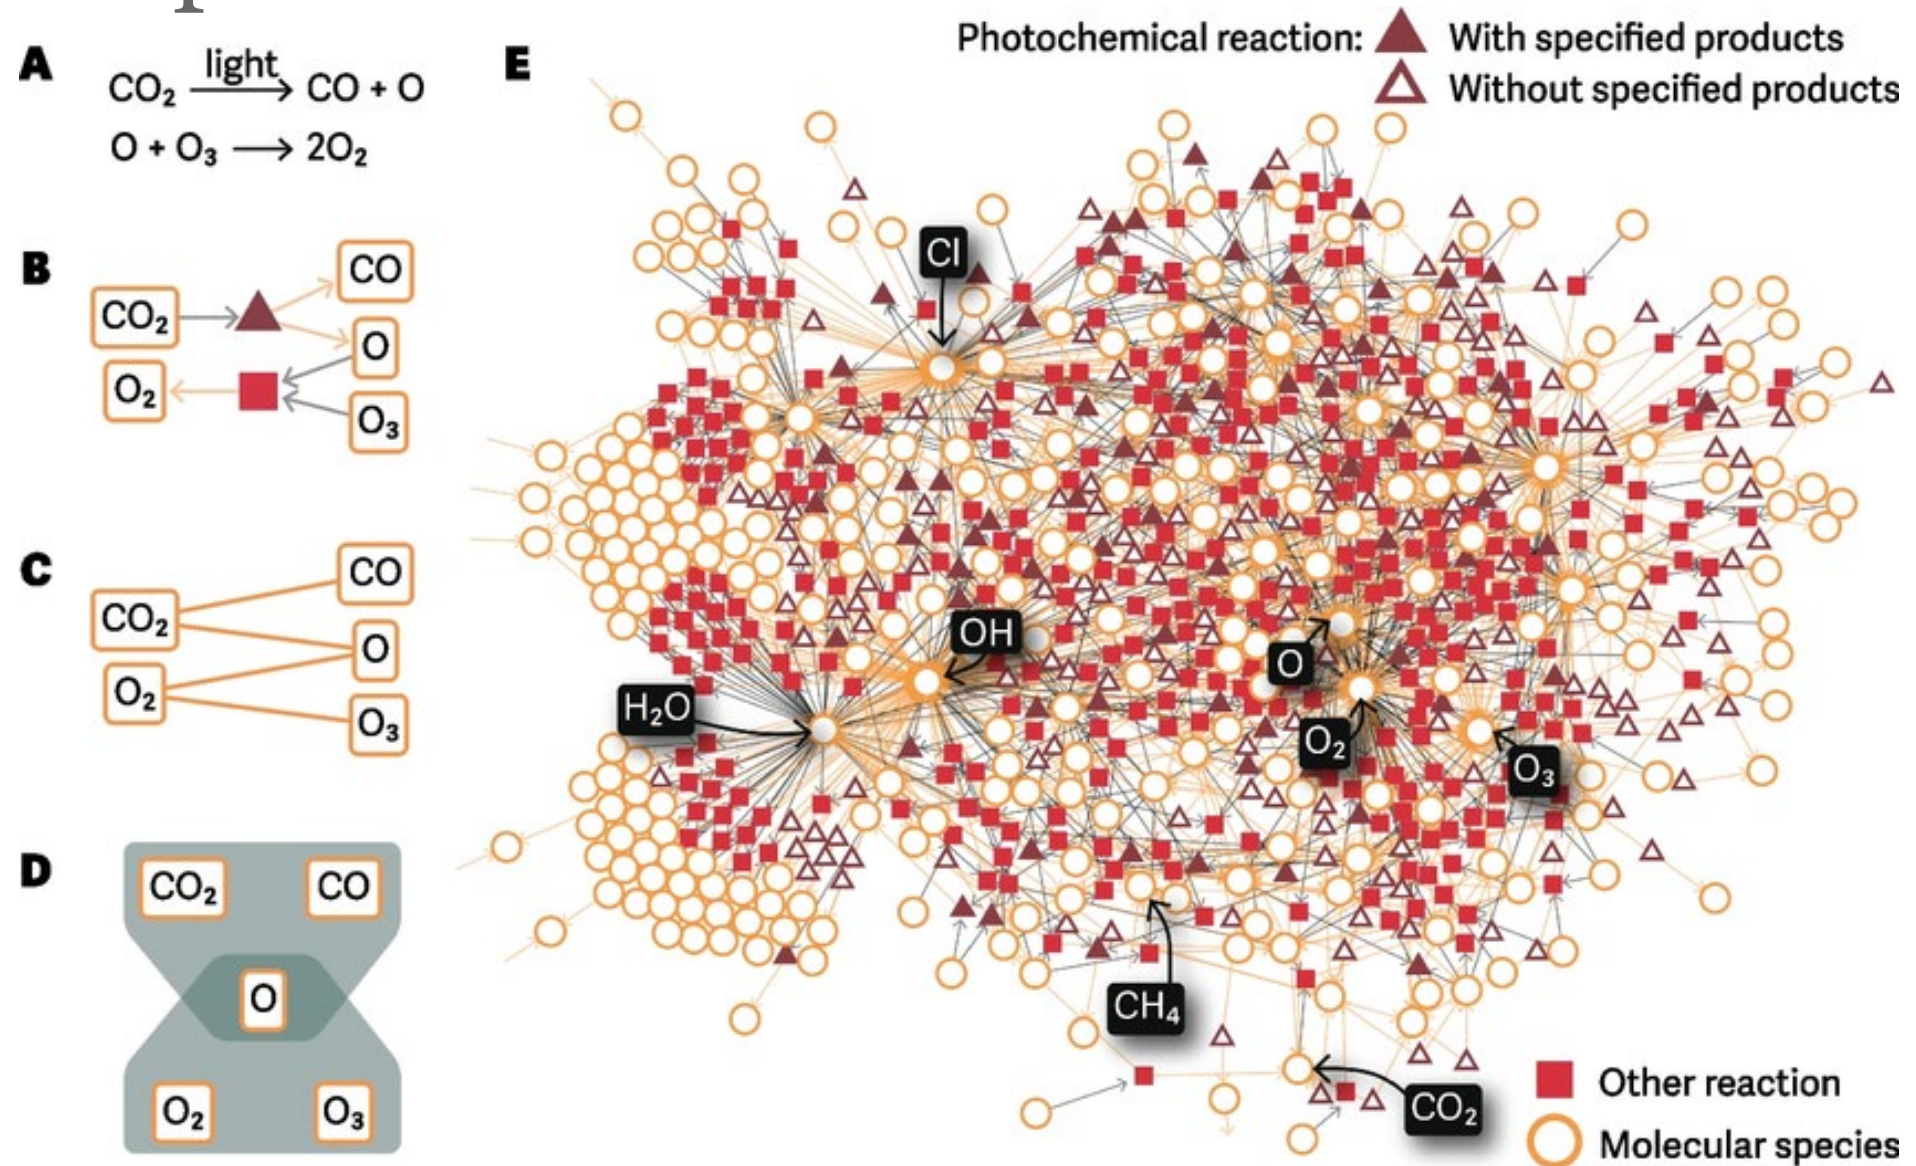 A
light
CO₂ → CO + O
O + O₃ → 2O₂
B
CO₂
CO
O
O₂
O₃
C
CO₂
CO
O
O₂
O₃
D
CO₂ CO
O
O₂ O₃
E
Photochemical reaction: With specified products
Without specified products
Cl
OH
H₂O
O
O₂
O₃
CH₄
CO₂
Other reaction
Molecular species